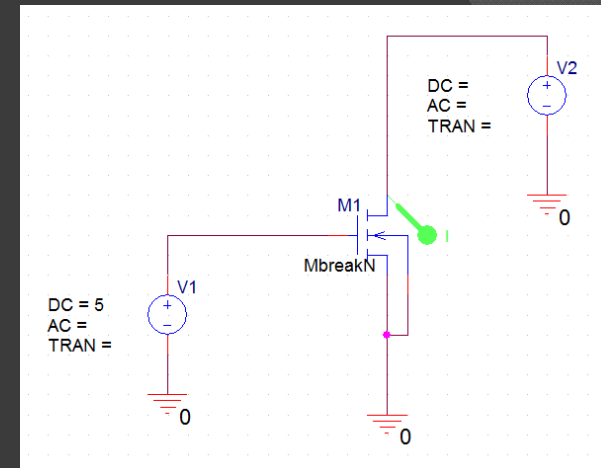 V2
DC =
AC =
TRAN =
0
M1
I
MbreakN
V1
DC = 5
AC =
TRAN =
0
0